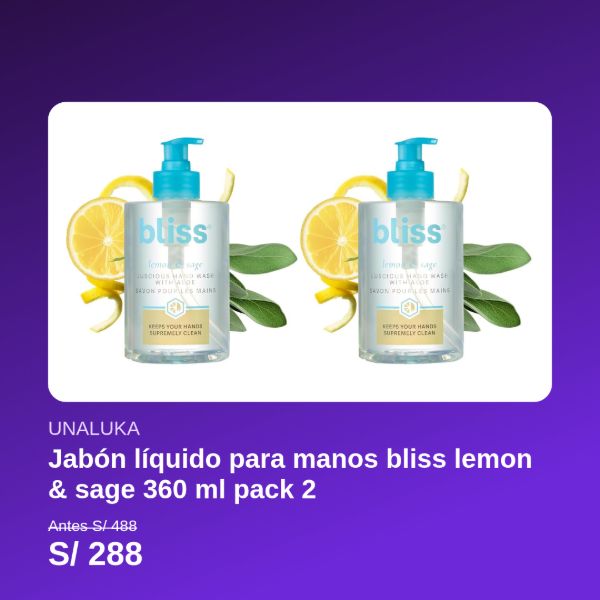 bliss
lemon & sage
LUSCIOUS HAND WASH
WITH ALOE
SAVON POUR LES MAINS
KEEPS YOUR HANDS
SUPREMELY CLEAN
bliss
lemon & sage
LUSCIOUS HAND WASH
WITH ALOE
SAVON POUR LES MAINS
KEEPS YOUR HANDS
SUPREMELY CLEAN
UNALUKA
Jabón líquido para manos bliss lemon
& sage 360 ml pack 2
Antes S/ 488
S/ 288